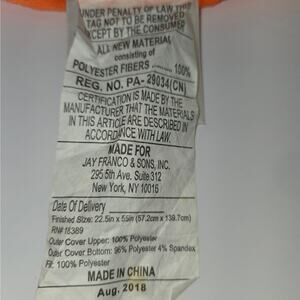 UNDER PENALTY OF LAW THIS
TAG NOT TO BE REMOVED
EXCEPT BY THE CONSUMER
ALL NEW MATERIAL
consisting of
POLYESTER FIBERS ........... 100%
REG. NO. PA- 29034(CN)
CERTIFICATION IS MADE BY THE
MANUFACTURER THAT THE MATERIALS
IN THIS ARTICLE ARE DESCRIBED IN
ACCORDANCE WITH LAW.
MADE FOR
JAY FRANCO & SONS, INC.
295 5th Ave. Suite 312
New York, NY 10016
Date Of Delivery
Finished Size: 22.5in x 55in (57.2cm x 139.7cm)
RN# 18389
Outer Cover Upper: 100% Polyester
Outer Cover Bottom: 96% Polyester 4% Spandex
Fill: 100% Polyester
MADE IN CHINA
Aug. 2018